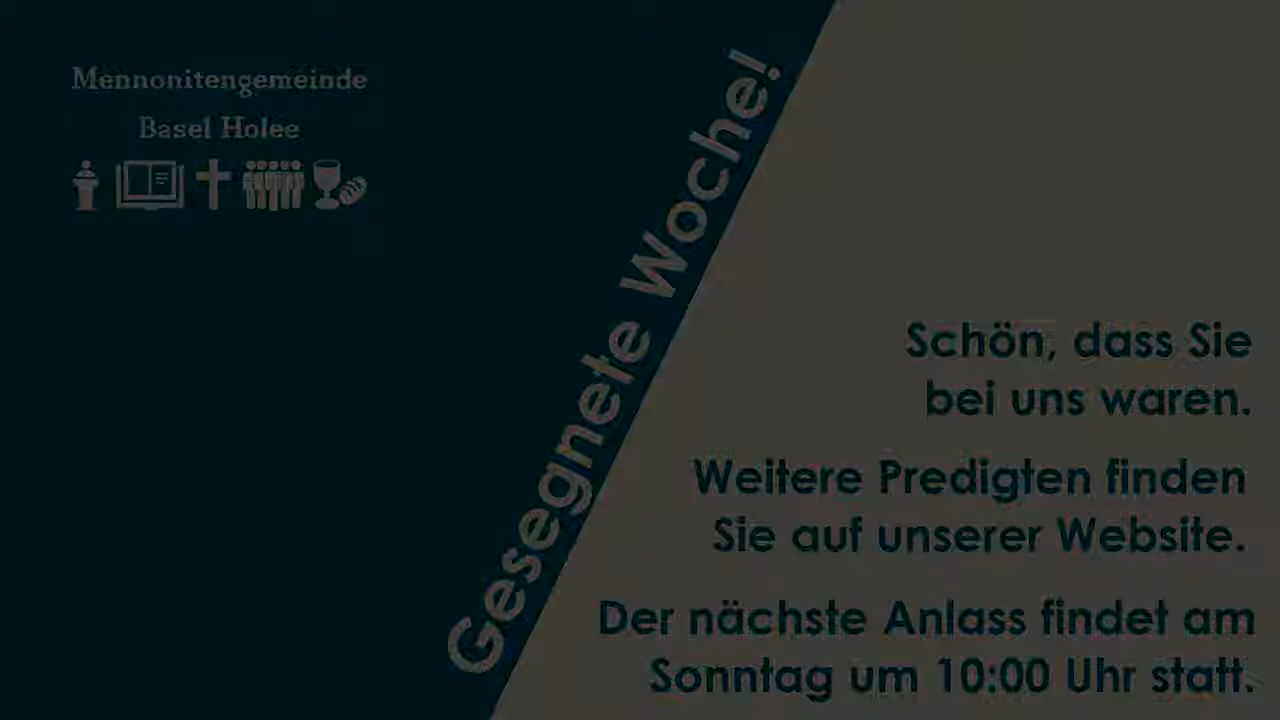 Mennonitengemeinde
Basel Holee
Gesegnete Woche!
Schön, dass Sie
bei uns waren.
Weitere Predigten finden
Sie auf unserer Website.
Der nächste Anlass findet am
Sonntag um 10:00 Uhr statt.